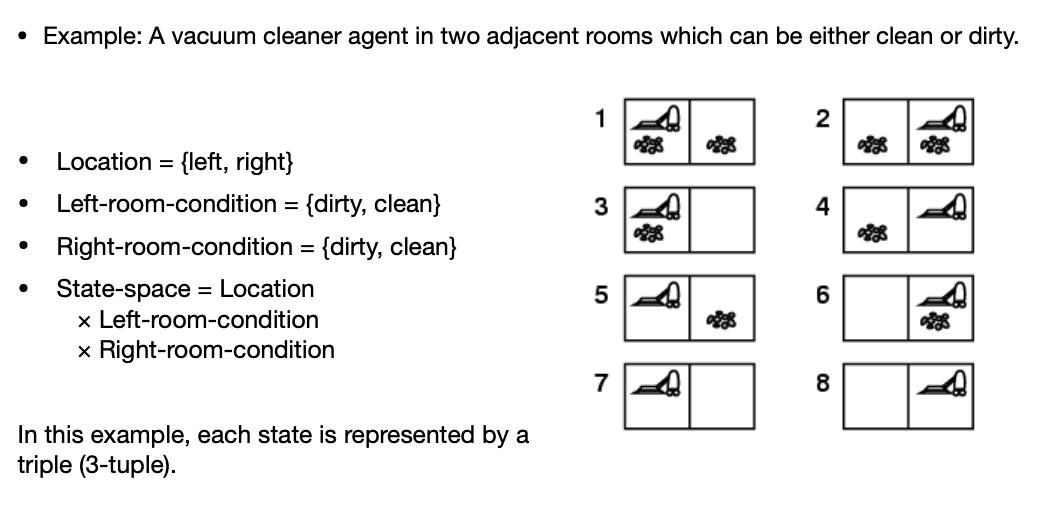 • Example: A vacuum cleaner agent in two adjacent rooms which can be either clean or dirty.
• Location = {left, right}
• Left-room-condition = {dirty, clean}
• Right-room-condition = {dirty, clean}
• State-space = Location
× Left-room-condition
× Right-room-condition
In this example, each state is represented by a
triple (3-tuple).
1 2
3 4
5 6
7 8